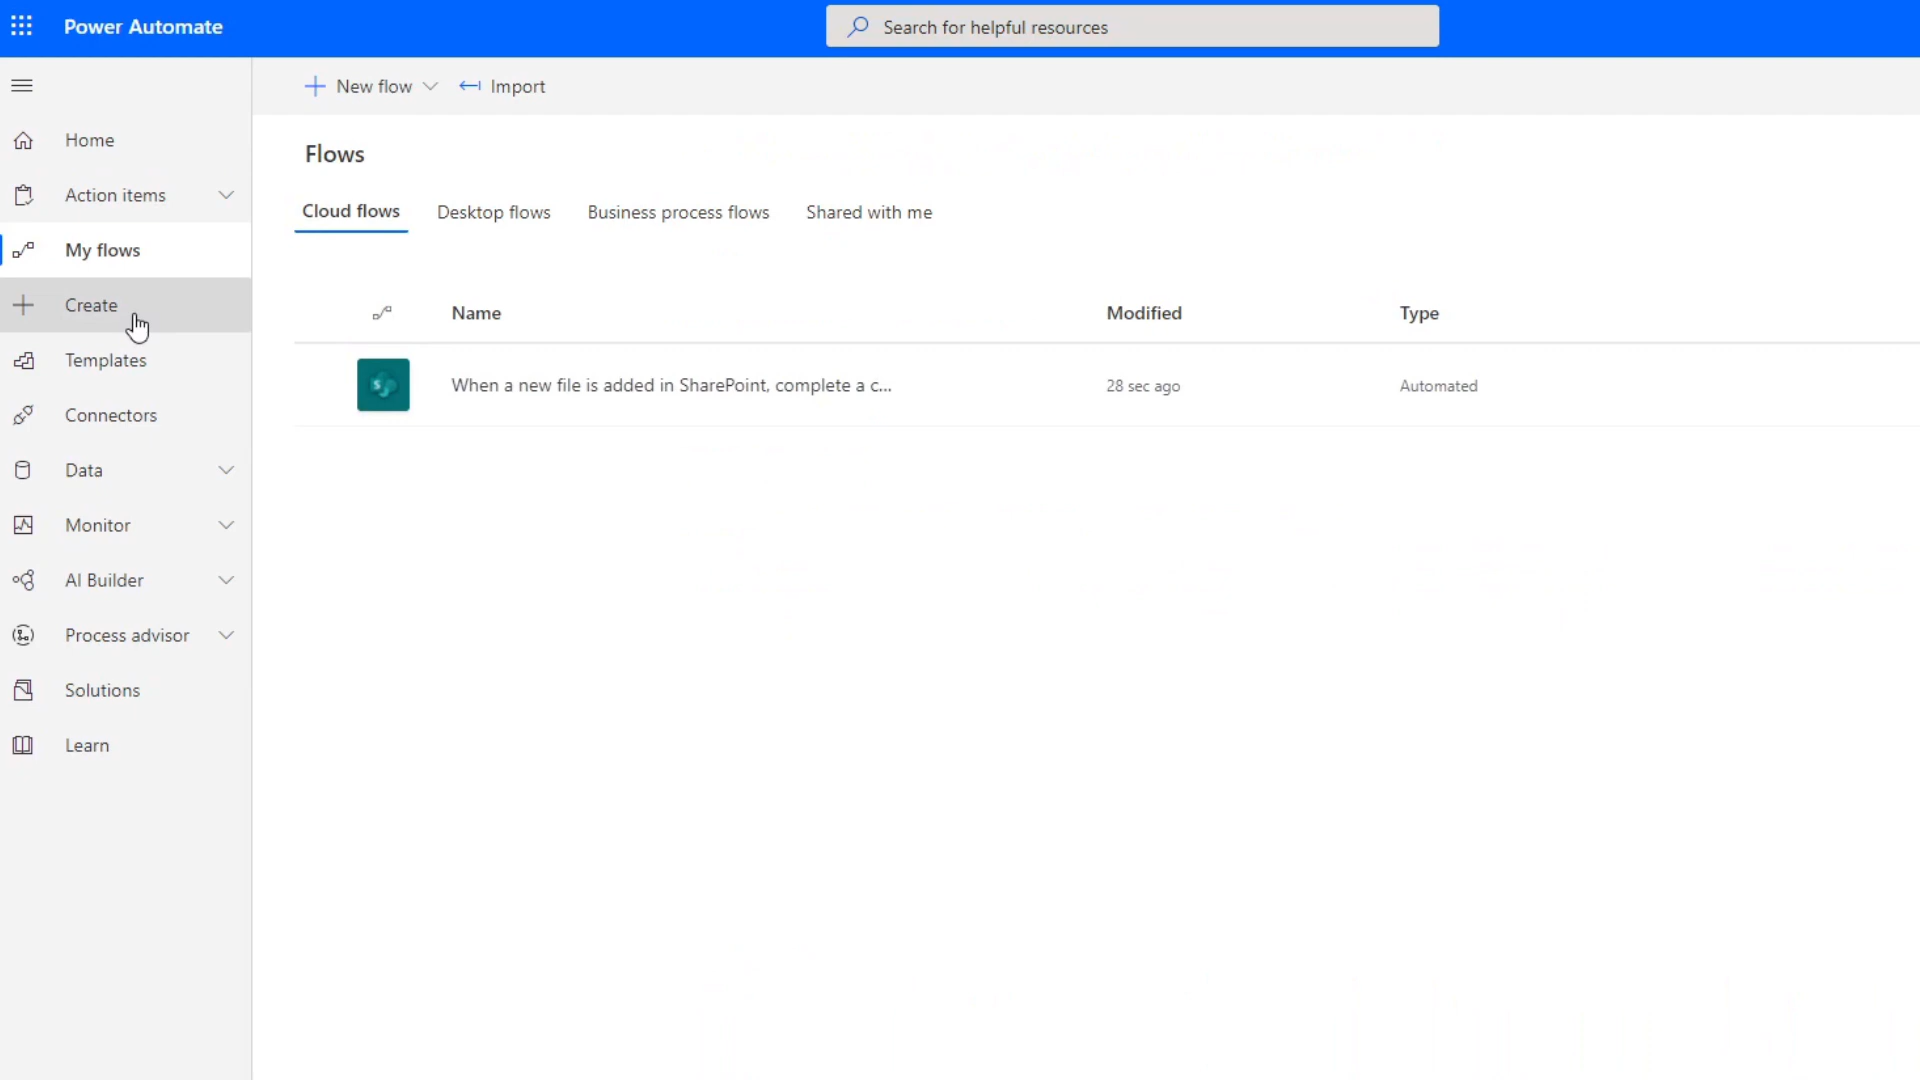 Power Automate
Search for helpful resources
New flow
Import
Home
Action items
My flows
Create
Templates
Connectors
Data
Monitor
AI Builder
Process advisor
Solutions
Learn
Flows
Cloud flows Desktop flows Business process flows Shared with me
Name Modified Type
When a new file is added in SharePoint, complete a c... 28 sec ago Automated